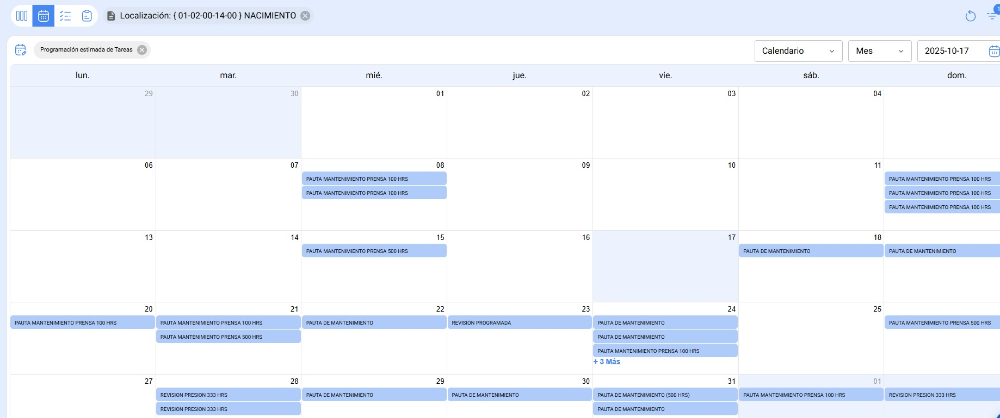 Localización: { 01-02-00-14-00 } NACIMIENTO
1
Programación estimada de Tareas
Calendario
Mes
2025-10-17
lun. mar. mié. jue. vie. sáb. dom.
29 30 01 02 03 04
06 07 08 09 10 11
PAUTA MANTENIMIENTO PRENSA 100 HRS PAUTA MANTENIMIENTO PRENSA 100 HRS
PAUTA MANTENIMIENTO PRENSA 100 HRS PAUTA MANTENIMIENTO PRENSA 100 HRS
PAUTA MANTENIMIENTO PRENSA 100 HRS
13 14 15 16 17 18
PAUTA MANTENIMIENTO PRENSA 500 HRS PAUTA DE MANTENIMIENTO PAUTA DE MANTENIMIENTO
20 21 22 23 24 25
PAUTA MANTENIMIENTO PRENSA 100 HRS PAUTA MANTENIMIENTO PRENSA 100 HRS PAUTA DE MANTENIMIENTO REVISIÓN PROGRAMADA PAUTA DE MANTENIMIENTO PAUTA MANTENIMIENTO PRENSA 500 HRS
PAUTA MANTENIMIENTO PRENSA 500 HRS PAUTA DE MANTENIMIENTO
PAUTA MANTENIMIENTO PRENSA 100 HRS
+ 3 Más
27 28 29 30 31 01
REVISION PRESION 333 HRS PAUTA DE MANTENIMIENTO PAUTA DE MANTENIMIENTO PAUTA DE MANTENIMIENTO (500 HRS) PAUTA MANTENIMIENTO PRENSA 100 HRS REVISION PRESION 333 HRS
REVISION PRESION 333 HRS PAUTA DE MANTENIMIENTO